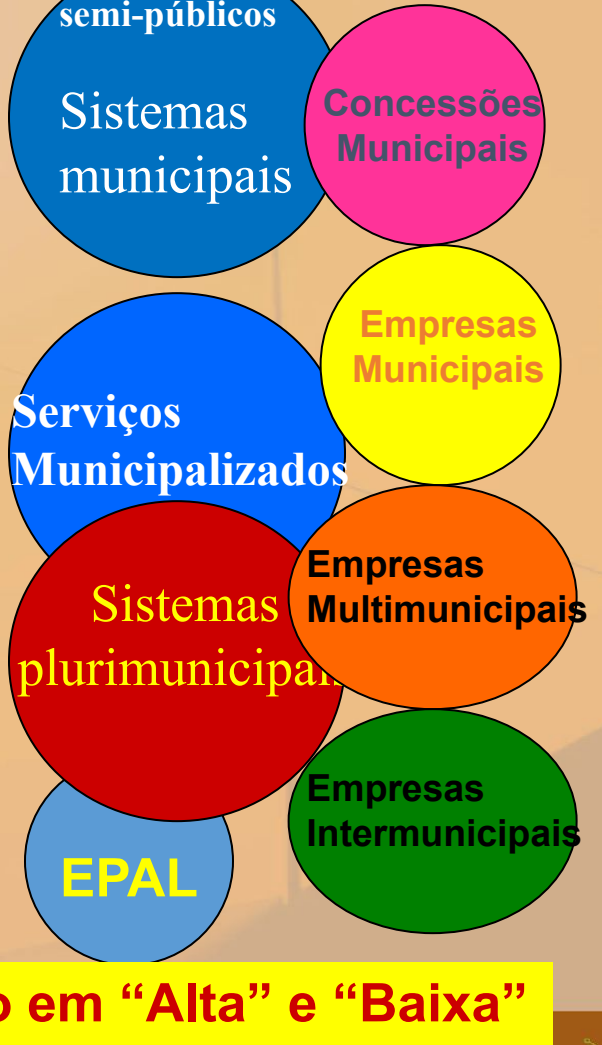 semi-públicos
Sistemas
municipais
Concessões
Municipais
Empresas
Municipais
Serviços
Municipalizados
Empresas
Multimunicipais
Sistemas
plurimunicipais
Empresas
Intermunicipais
EPAL
o em “Alta” e “Baixa”